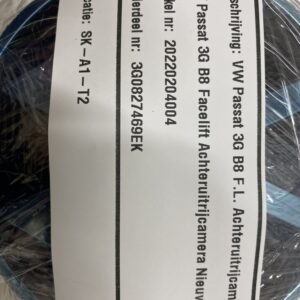 schrijving: VW Passat 3G B8 F.L. Achteruitrijcam
Passat 3G B8 Facelift Achteruitrijcamera Nieuw
kel nr: 20220204004
derdeel nr: 3G0827469EK
catie: SK-A1-T2